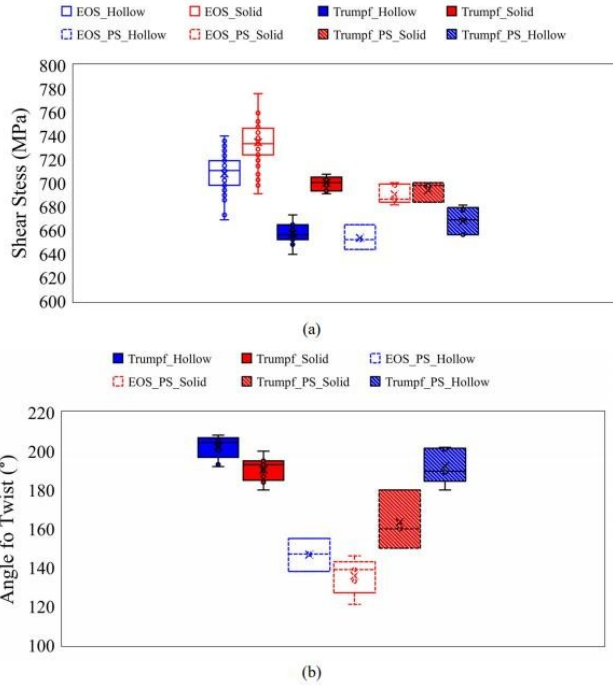 EOS_Hollow EOS_Solid Trumpf_Hollow Trumpf_Solid
EOS_PS_Hollow EOS_PS_Solid Trumpf_PS_Solid Trumpf_PS_Hollow
Shear Stess (MPa)
800
780
760
740
720
700
680
660
640
620
600
(a)
Trumpf_Hollow Trumpf_Solid EOS_PS_Hollow
EOS_PS_Solid Trumpf_PS_Solid Trumpf_PS_Hollow
Angle fo Twist (°)
220
200
180
160
140
120
100
(b)